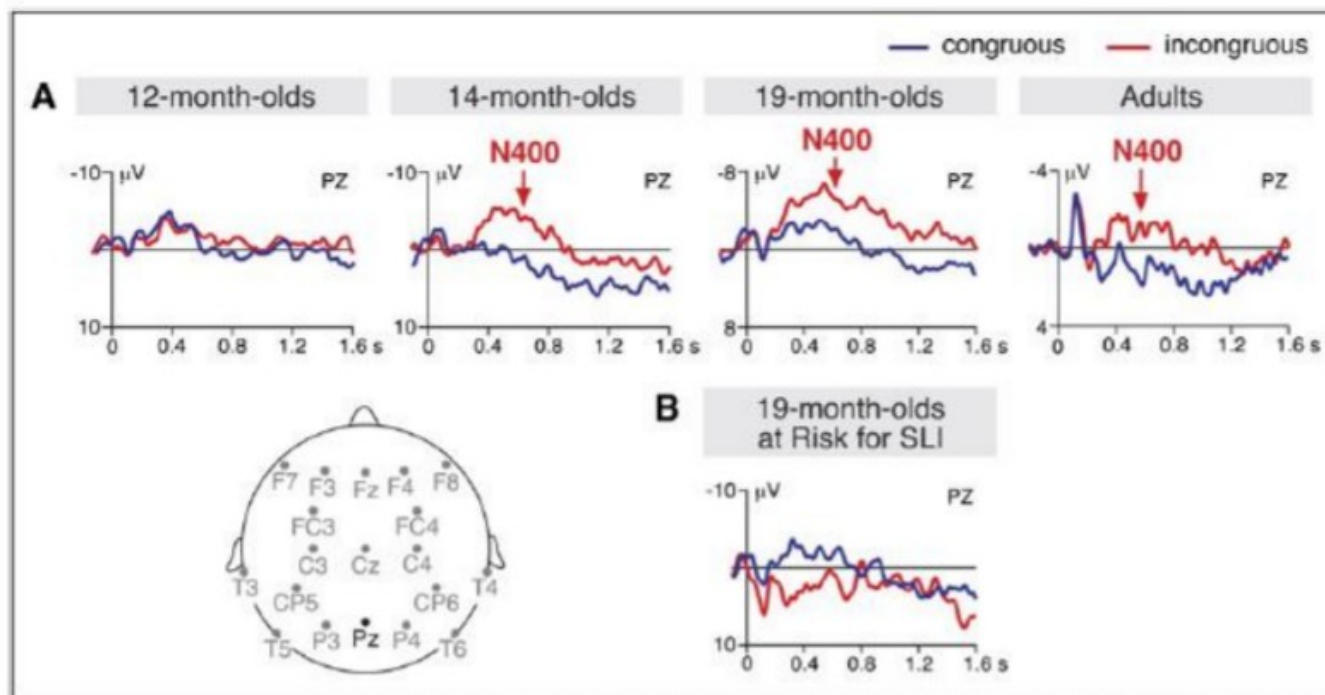 congruous incongruous
A 12-month-olds 14-month-olds 19-month-olds Adults
N400 N400 N400
-10 µV PZ -10 µV PZ -8 µV PZ -4 µV PZ
10 10 8 4
0 0.4 0.8 1.2 1.6 s 0 0.4 0.8 1.2 1.6 s 0 0.4 0.8 1.2 1.6 s 0 0.4 0.8 1.2 1.6 s
B 19-month-olds
at Risk for SLI
-10 µV PZ
10
0 0.4 0.8 1.2 1.6 s
F7 F3 Fz F4 F8
FC3 FC4
C3 Cz C4
T3 T4
CP5 CP6
T5 P3 Pz P4 T6